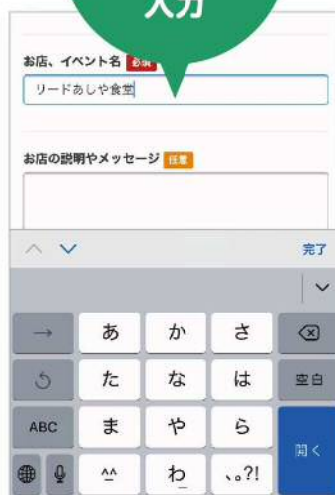 入力
お店、イベント名 必須
リードあしや食堂
お店の説明やメッセージ 任意
完了
→ あ か さ
た な は 空白
ABC ま や ら
開く
^^ わ 、。?!